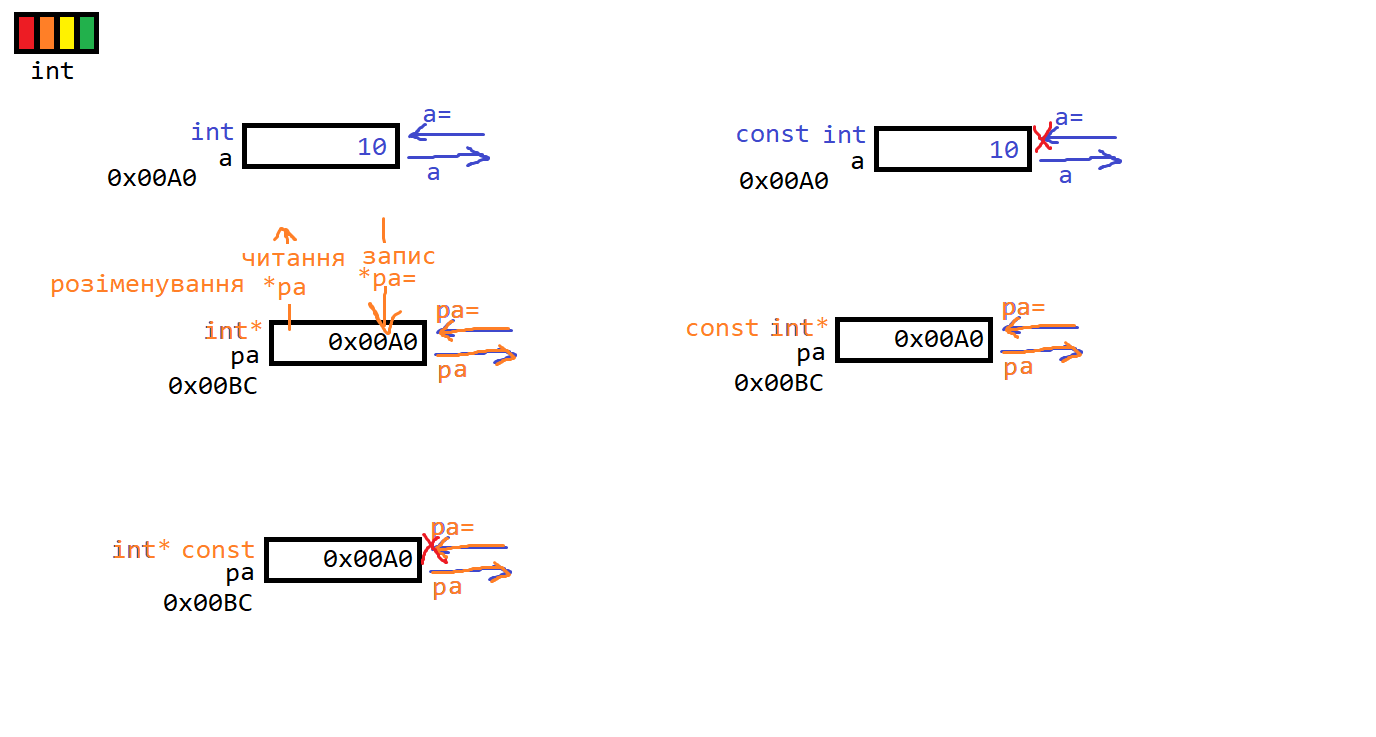 int
a=
int
10
a
a
0x00A0
a=
const int
10
a
a
0x00A0
читання запис
розіменування *pa *pa=
pa=
int*
0x00A0
pa
pa
0x00BC
pa=
const int*
0x00A0
pa
pa
0x00BC
pa=
int* const
0x00A0
pa
pa
0x00BC